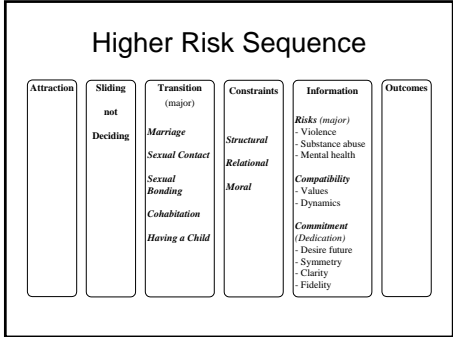 Higher Risk Sequence
Attraction
Sliding
not
Deciding
Transition
(major)
Marriage
Sexual Contact
Sexual
Bonding
Cohabitation
Having a Child
Constraints
Structural
Relational
Moral
Information
Risks (major)
- Violence
- Substance abuse
- Mental health
Compatibility
- Values
- Dynamics
Commitment
(Dedication)
- Desire future
- Symmetry
- Clarity
- Fidelity
Outcomes